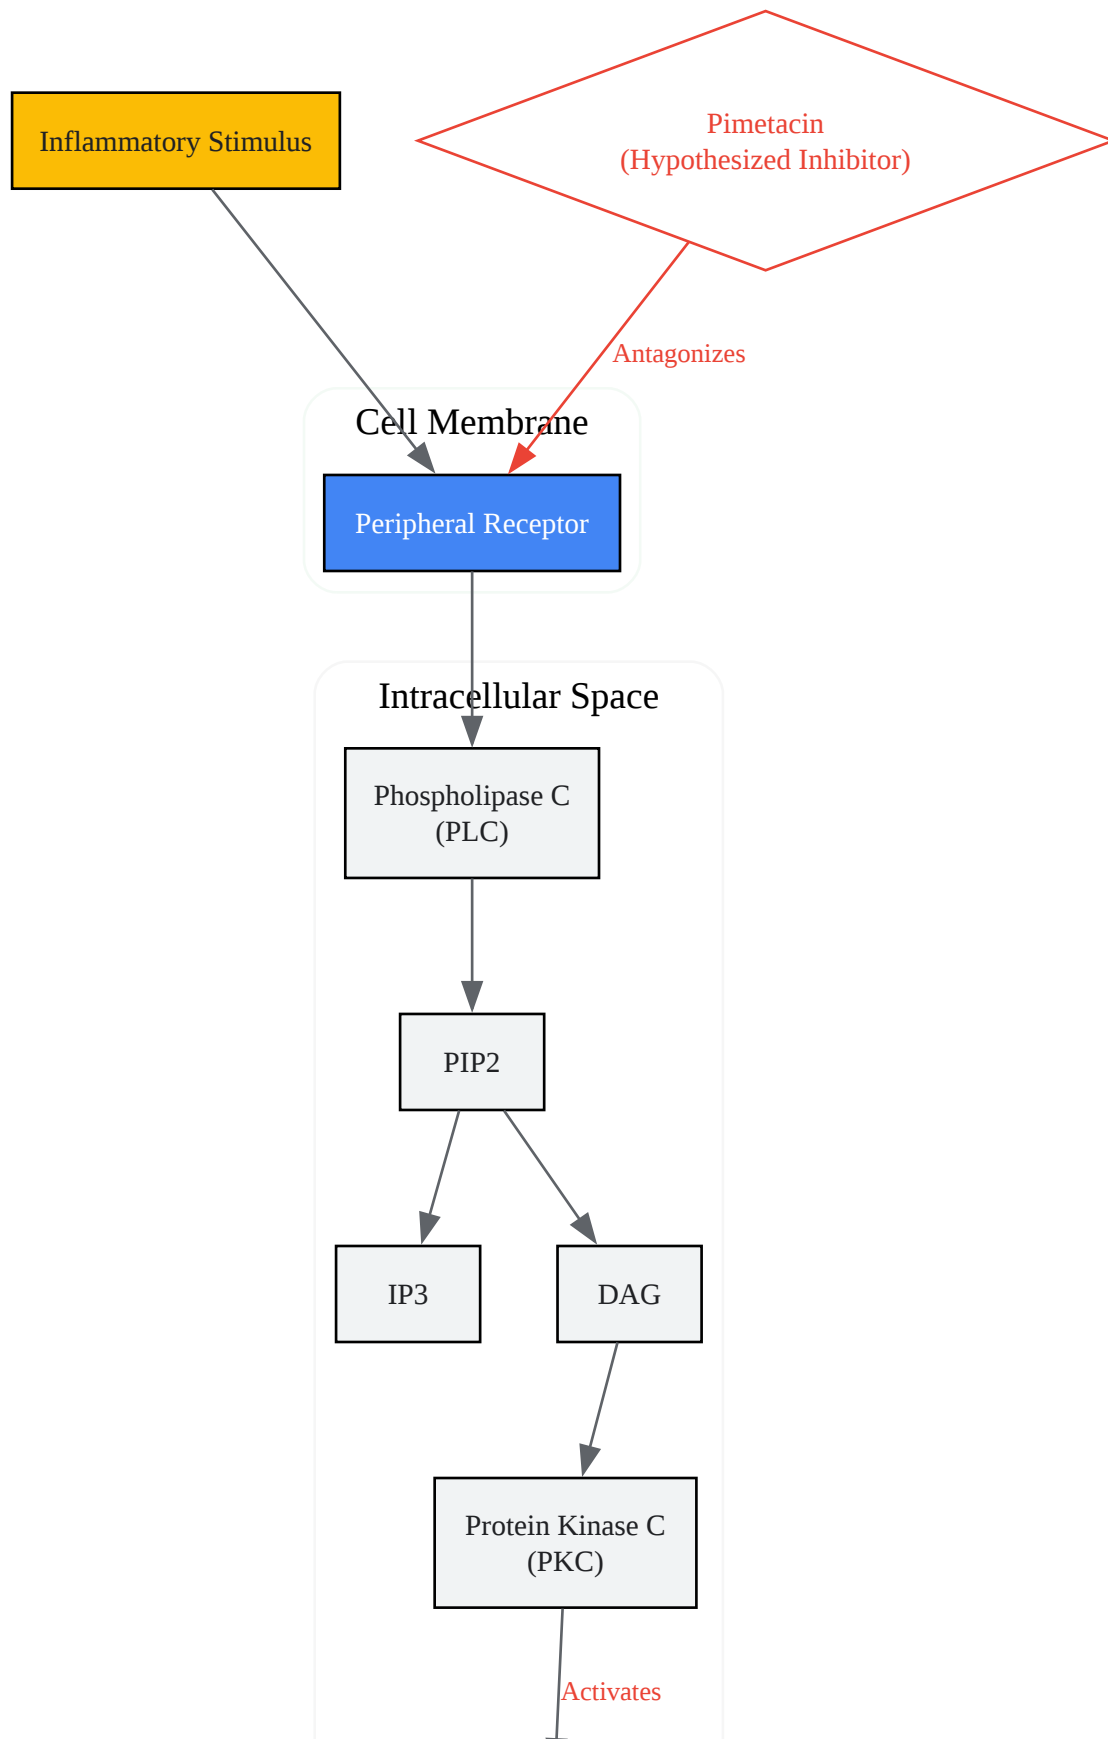 Pimetacin
(Hypothesized Inhibitor)
Inflammatory Stimulus
Antagonizes
Cell Membrane
Peripheral Receptor
Intracellular Space
Phospholipase C
(PLC)
PIP2
IP3
DAG
Protein Kinase C
(PKC)
Activates